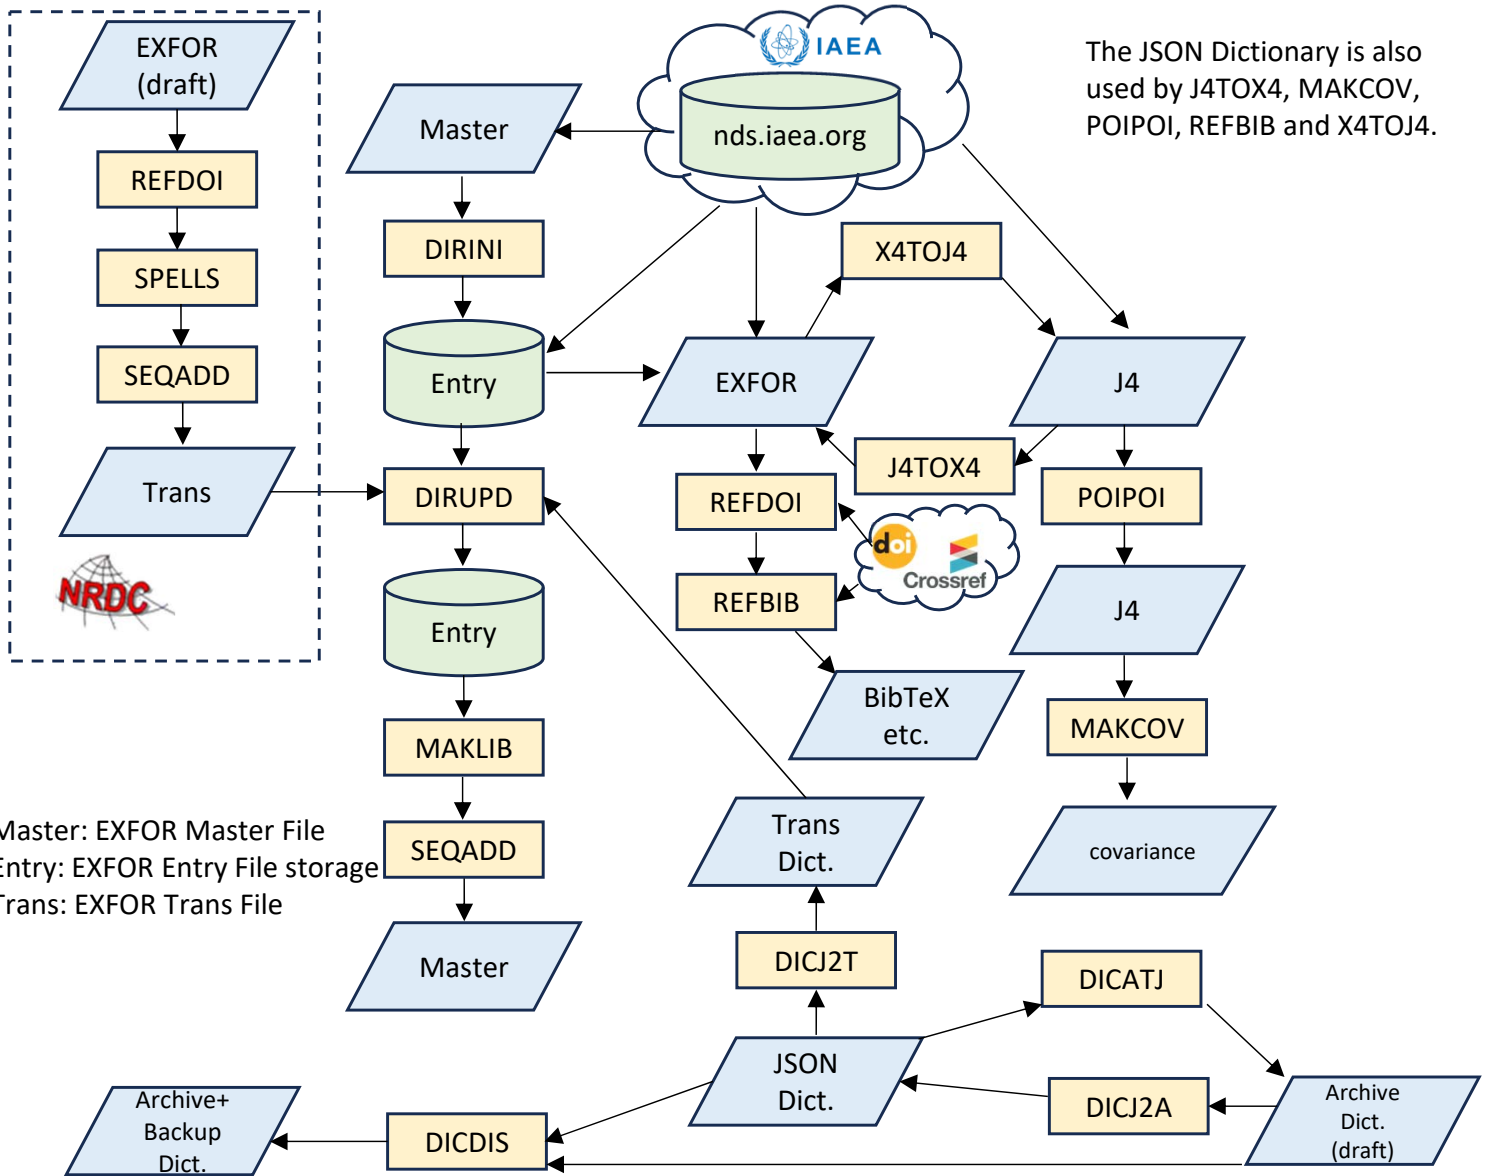 EXFOR
(draft)
REFDOI
SPELLS
SEQADD
Trans
NRDC
Master
DIRINI
Entry
DIRUPD
Entry
MAKLIB
SEQADD
Master
IAEA
nds.iaea.org
The JSON Dictionary is also
used by J4TOX4, MAKCOV,
POIPOI, REFBIB and X4TOJ4.
X4TOJ4
EXFOR
J4
J4TOX4
REFDOI
POIPOI
doi
Crossref
REFBIB
J4
BibTeX
etc.
MAKCOV
covariance
Master: EXFOR Master File
Entry: EXFOR Entry File storage
Trans: EXFOR Trans File
Trans
Dict.
DICJ2T
DICATJ
JSON
Dict.
DICJ2A
Archive
Dict.
(draft)
DICDIS
Archive+
Backup
Dict.